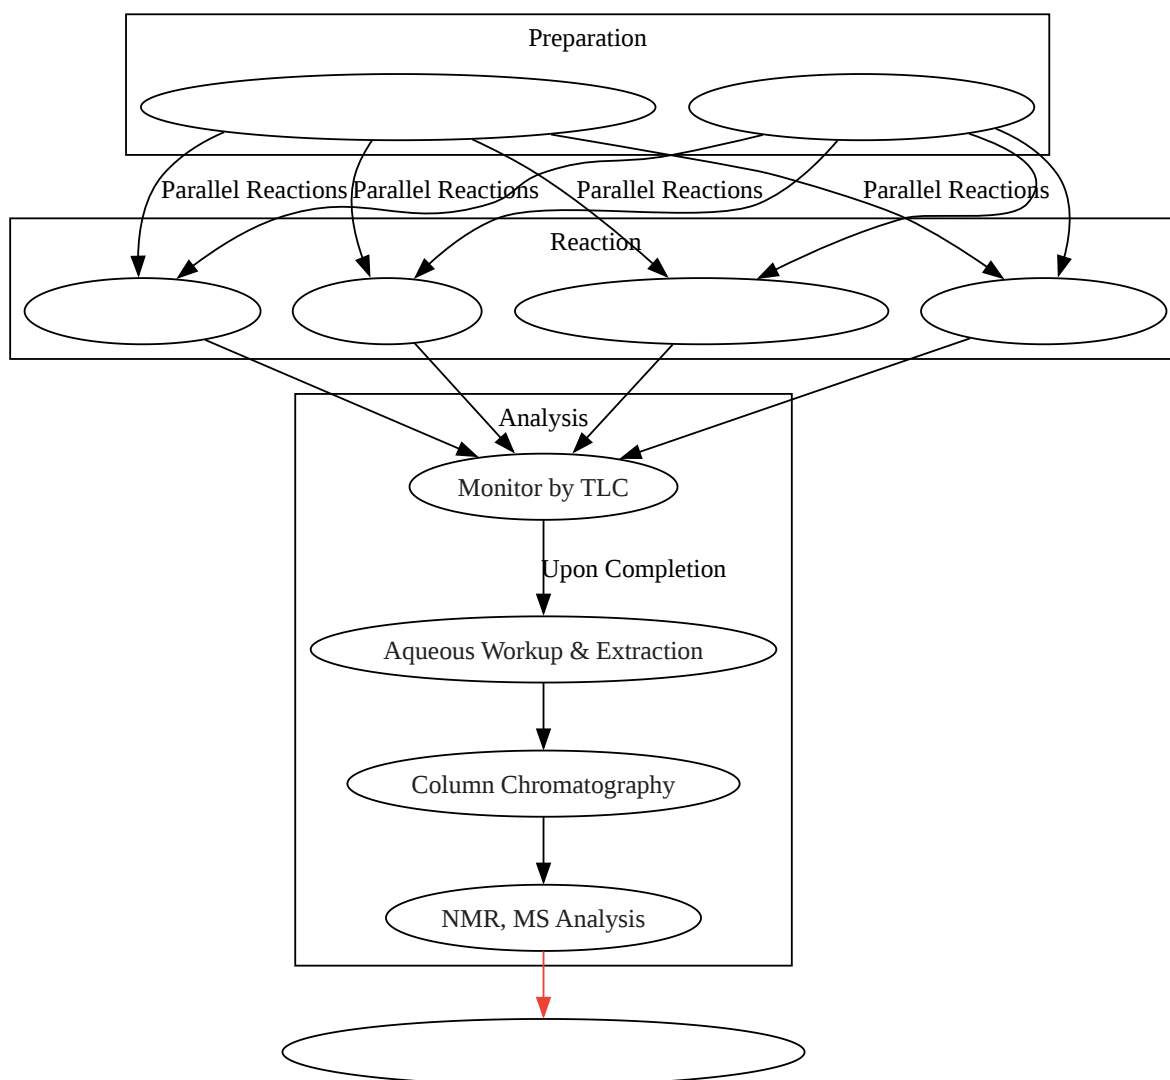 Preparation
Parallel Reactions
Parallel Reactions
Parallel Reactions
Parallel Reactions
Reaction
Analysis
Monitor by TLC
Upon Completion
Aqueous Workup & Extraction
Column Chromatography
NMR, MS Analysis